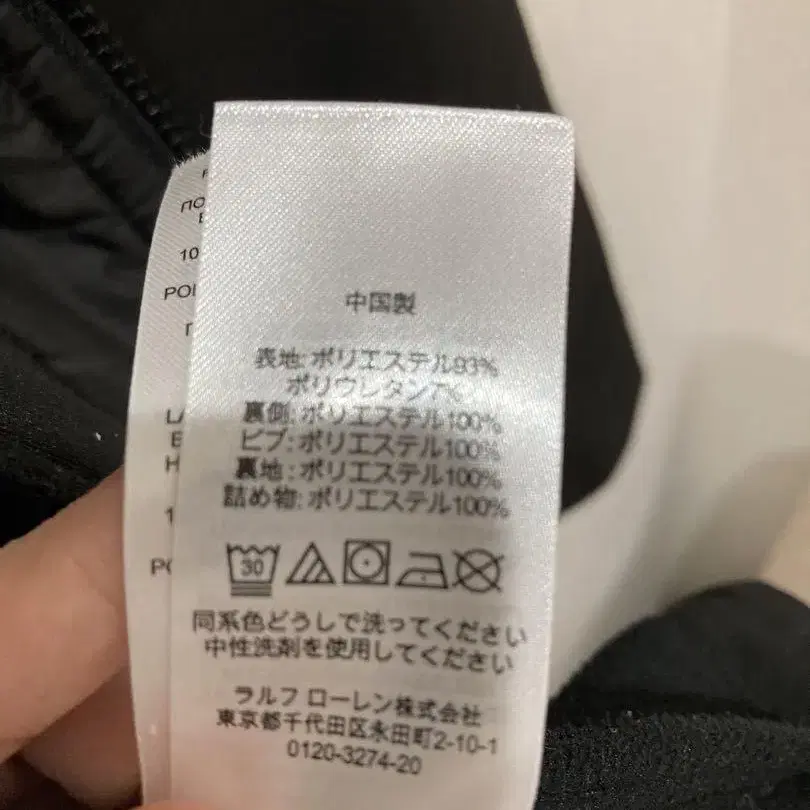 中国製
表地: ポリエステル93%
ポリウレタン7%
裏側: ポリエステル100%
ビブ: ポリエステル100%
裏地: ポリエステル100%
詰め物: ポリエステル100%
30
同系色どうしで洗ってください
中性洗剤を使用してください
ラルフ ローレン株式会社
東京都千代田区永田町2-10-1
0120-3274-20